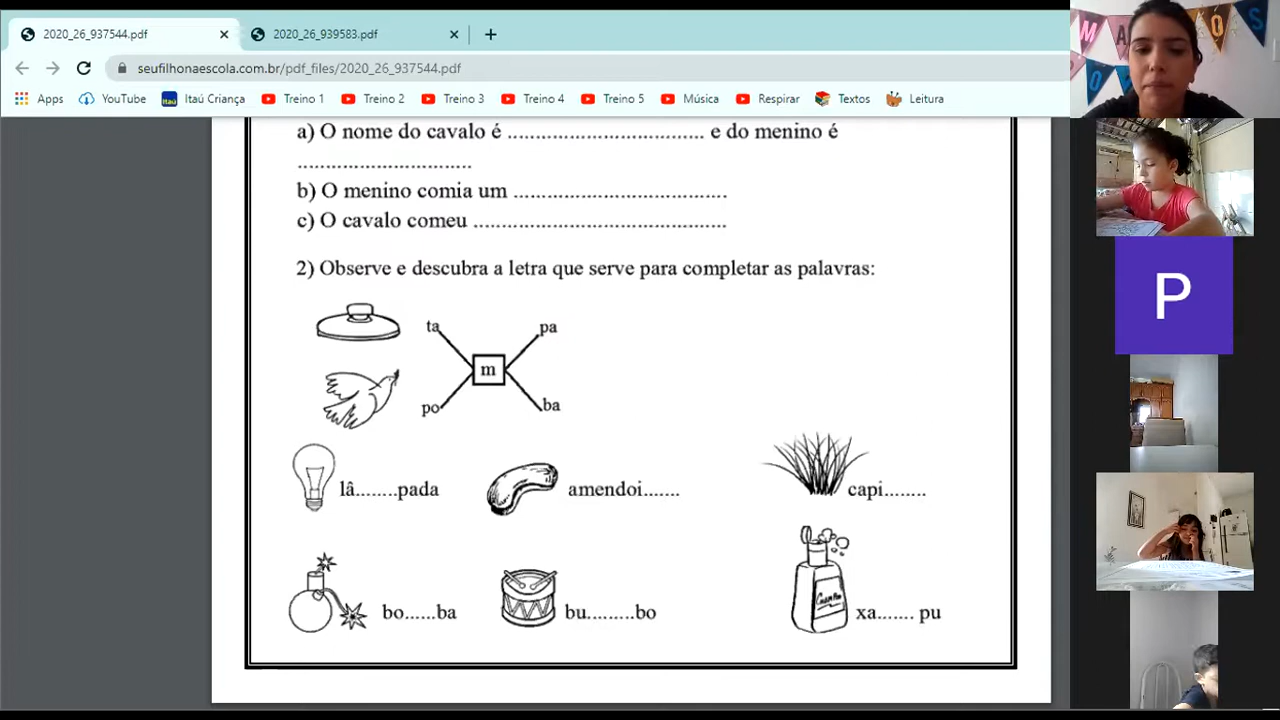 2020_26_937544.pdf
2020_26_939583.pdf
seufilhonaescola.com.br/pdf_files/2020_26_937544.pdf
Apps YouTube Itaú Criança Treino 1 Treino 2 Treino 3 Treino 4 Treino 5 Música Respirar Textos Leitura
a) O nome do cavalo é .................................. e do menino é
..............................
b) O menino comia um .....................................
c) O cavalo comeu ............................................
2) Observe e descubra a letra que serve para completar as palavras:
ta pa
m
po ba
lâ........pada amendoi....... capi........
bo......ba bu.........bo xa....... pu
P